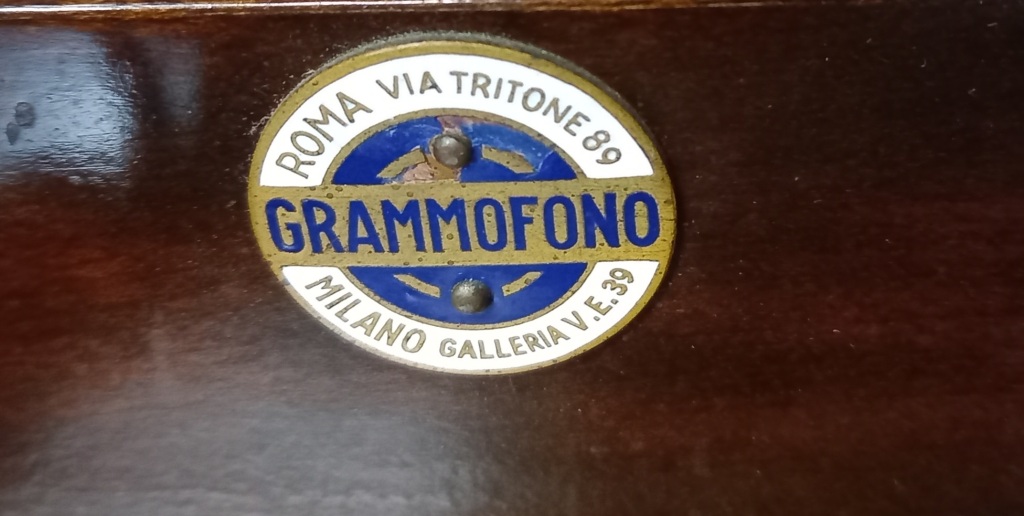 ROMA VIA TRITONE 89
GRAMMOFONO
MILANO GALLERIA V.E.39